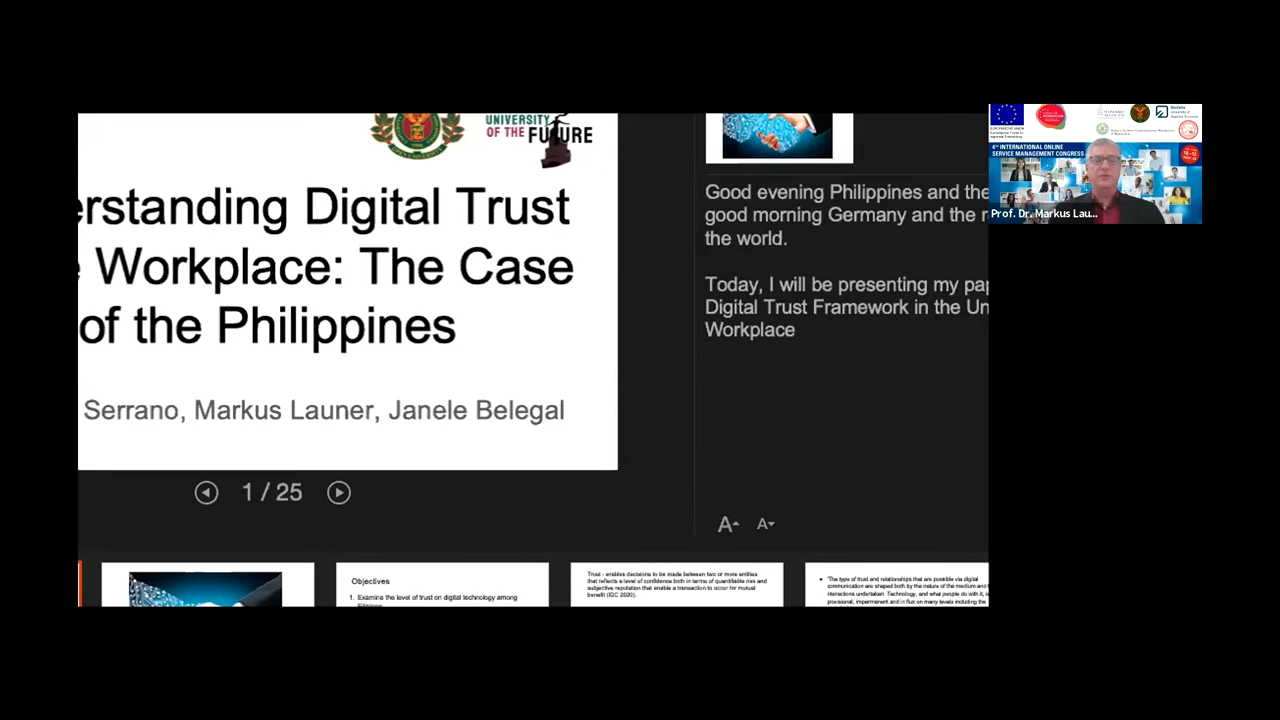 UNIVERSITY
OF THE FUTURE
erstanding Digital Trust
e Workplace: The Case
of the Philippines
Serrano, Markus Launer, Janele Belegal
1 / 25
Good evening Philippines and the
good morning Germany and the r
the world.
Today, I will be presenting my pap
Digital Trust Framework in the Un
Workplace
A A
Objectives
1. Examine the level of trust on digital technology among
Filipinos
Trust - enables decisions to be made between two or more entities
that reflects a level of confidence both in terms of quantifiable risk and
subjective reputation that enable a transaction to occur for mutual
benefit (IDC 2020).
• "The type of trust and relationships that are possible via digital
communication are shaped both by the nature of the medium and
interactions undertaken. Technology, and what people do with it, i
provisional, impermanent and in flux on many levels including the
4TH INTERNATIONAL ONLINE
SERVICE MANAGEMENT CONGRESS
Prof. Dr. Markus Lau...